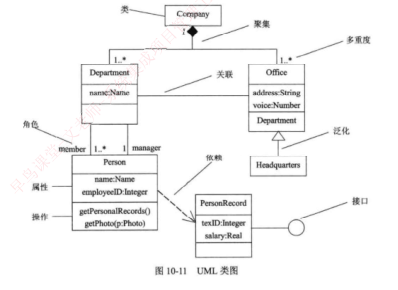 类
Company
1
聚集
多重度
1..*
1..*
Department
name:Name
关联
Office
address:String
voice:Number
Department
泛化
角色
member
1..*
1
manager
Headquarters
Person
name:Name
employeeID:Integer
getPersonalRecords()
getPhoto(p:Photo)
属性
操作
依赖
PersonRecord
texID:Integer
salary:Real
接口
图 10-11 UML 类图